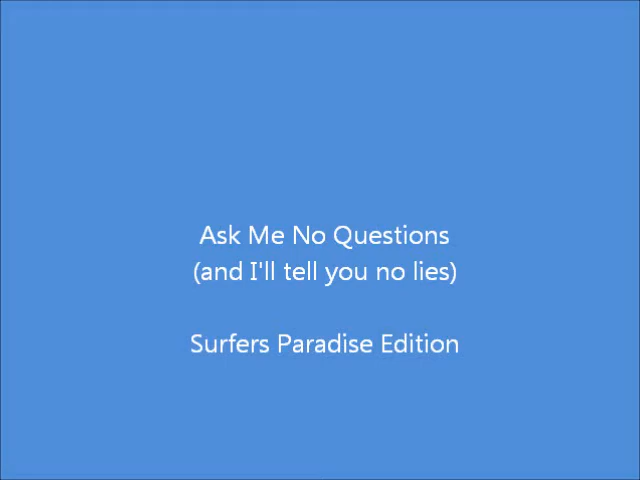 Ask Me No Questions
(and I'll tell you no lies)
Surfers Paradise Edition